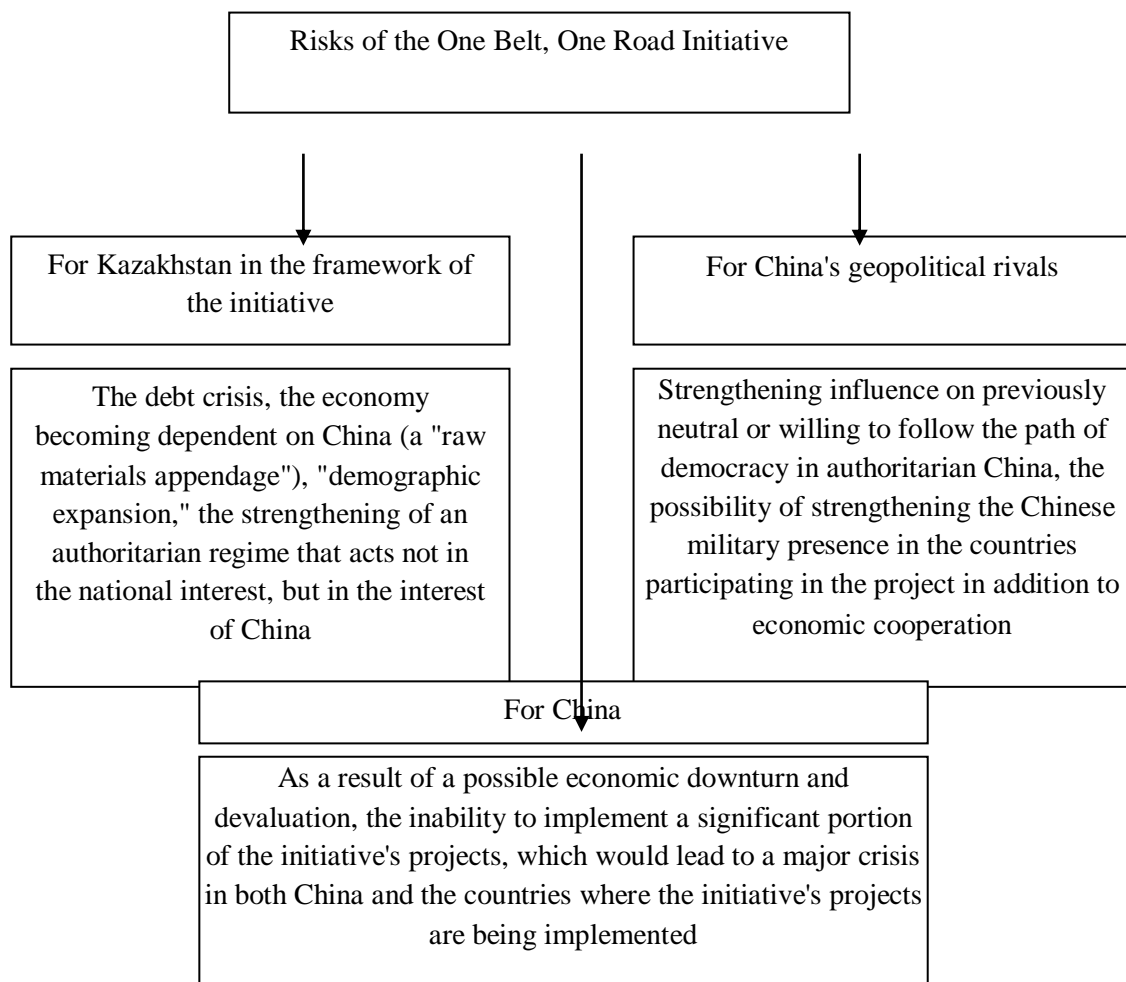 Risks of the One Belt, One Road Initiative
For Kazakhstan in the framework of
the initiative
For China's geopolitical rivals
The debt crisis, the economy
becoming dependent on China (a "raw
materials appendage"), "demographic
expansion," the strengthening of an
authoritarian regime that acts not in
the national interest, but in the interest
of China
Strengthening influence on previously
neutral or willing to follow the path of
democracy in authoritarian China, the
possibility of strengthening the Chinese
military presence in the countries
participating in the project in addition to
economic cooperation
For China
As a result of a possible economic downturn and
devaluation, the inability to implement a significant portion
of the initiative's projects, which would lead to a major crisis
in both China and the countries where the initiative's projects
are being implemented